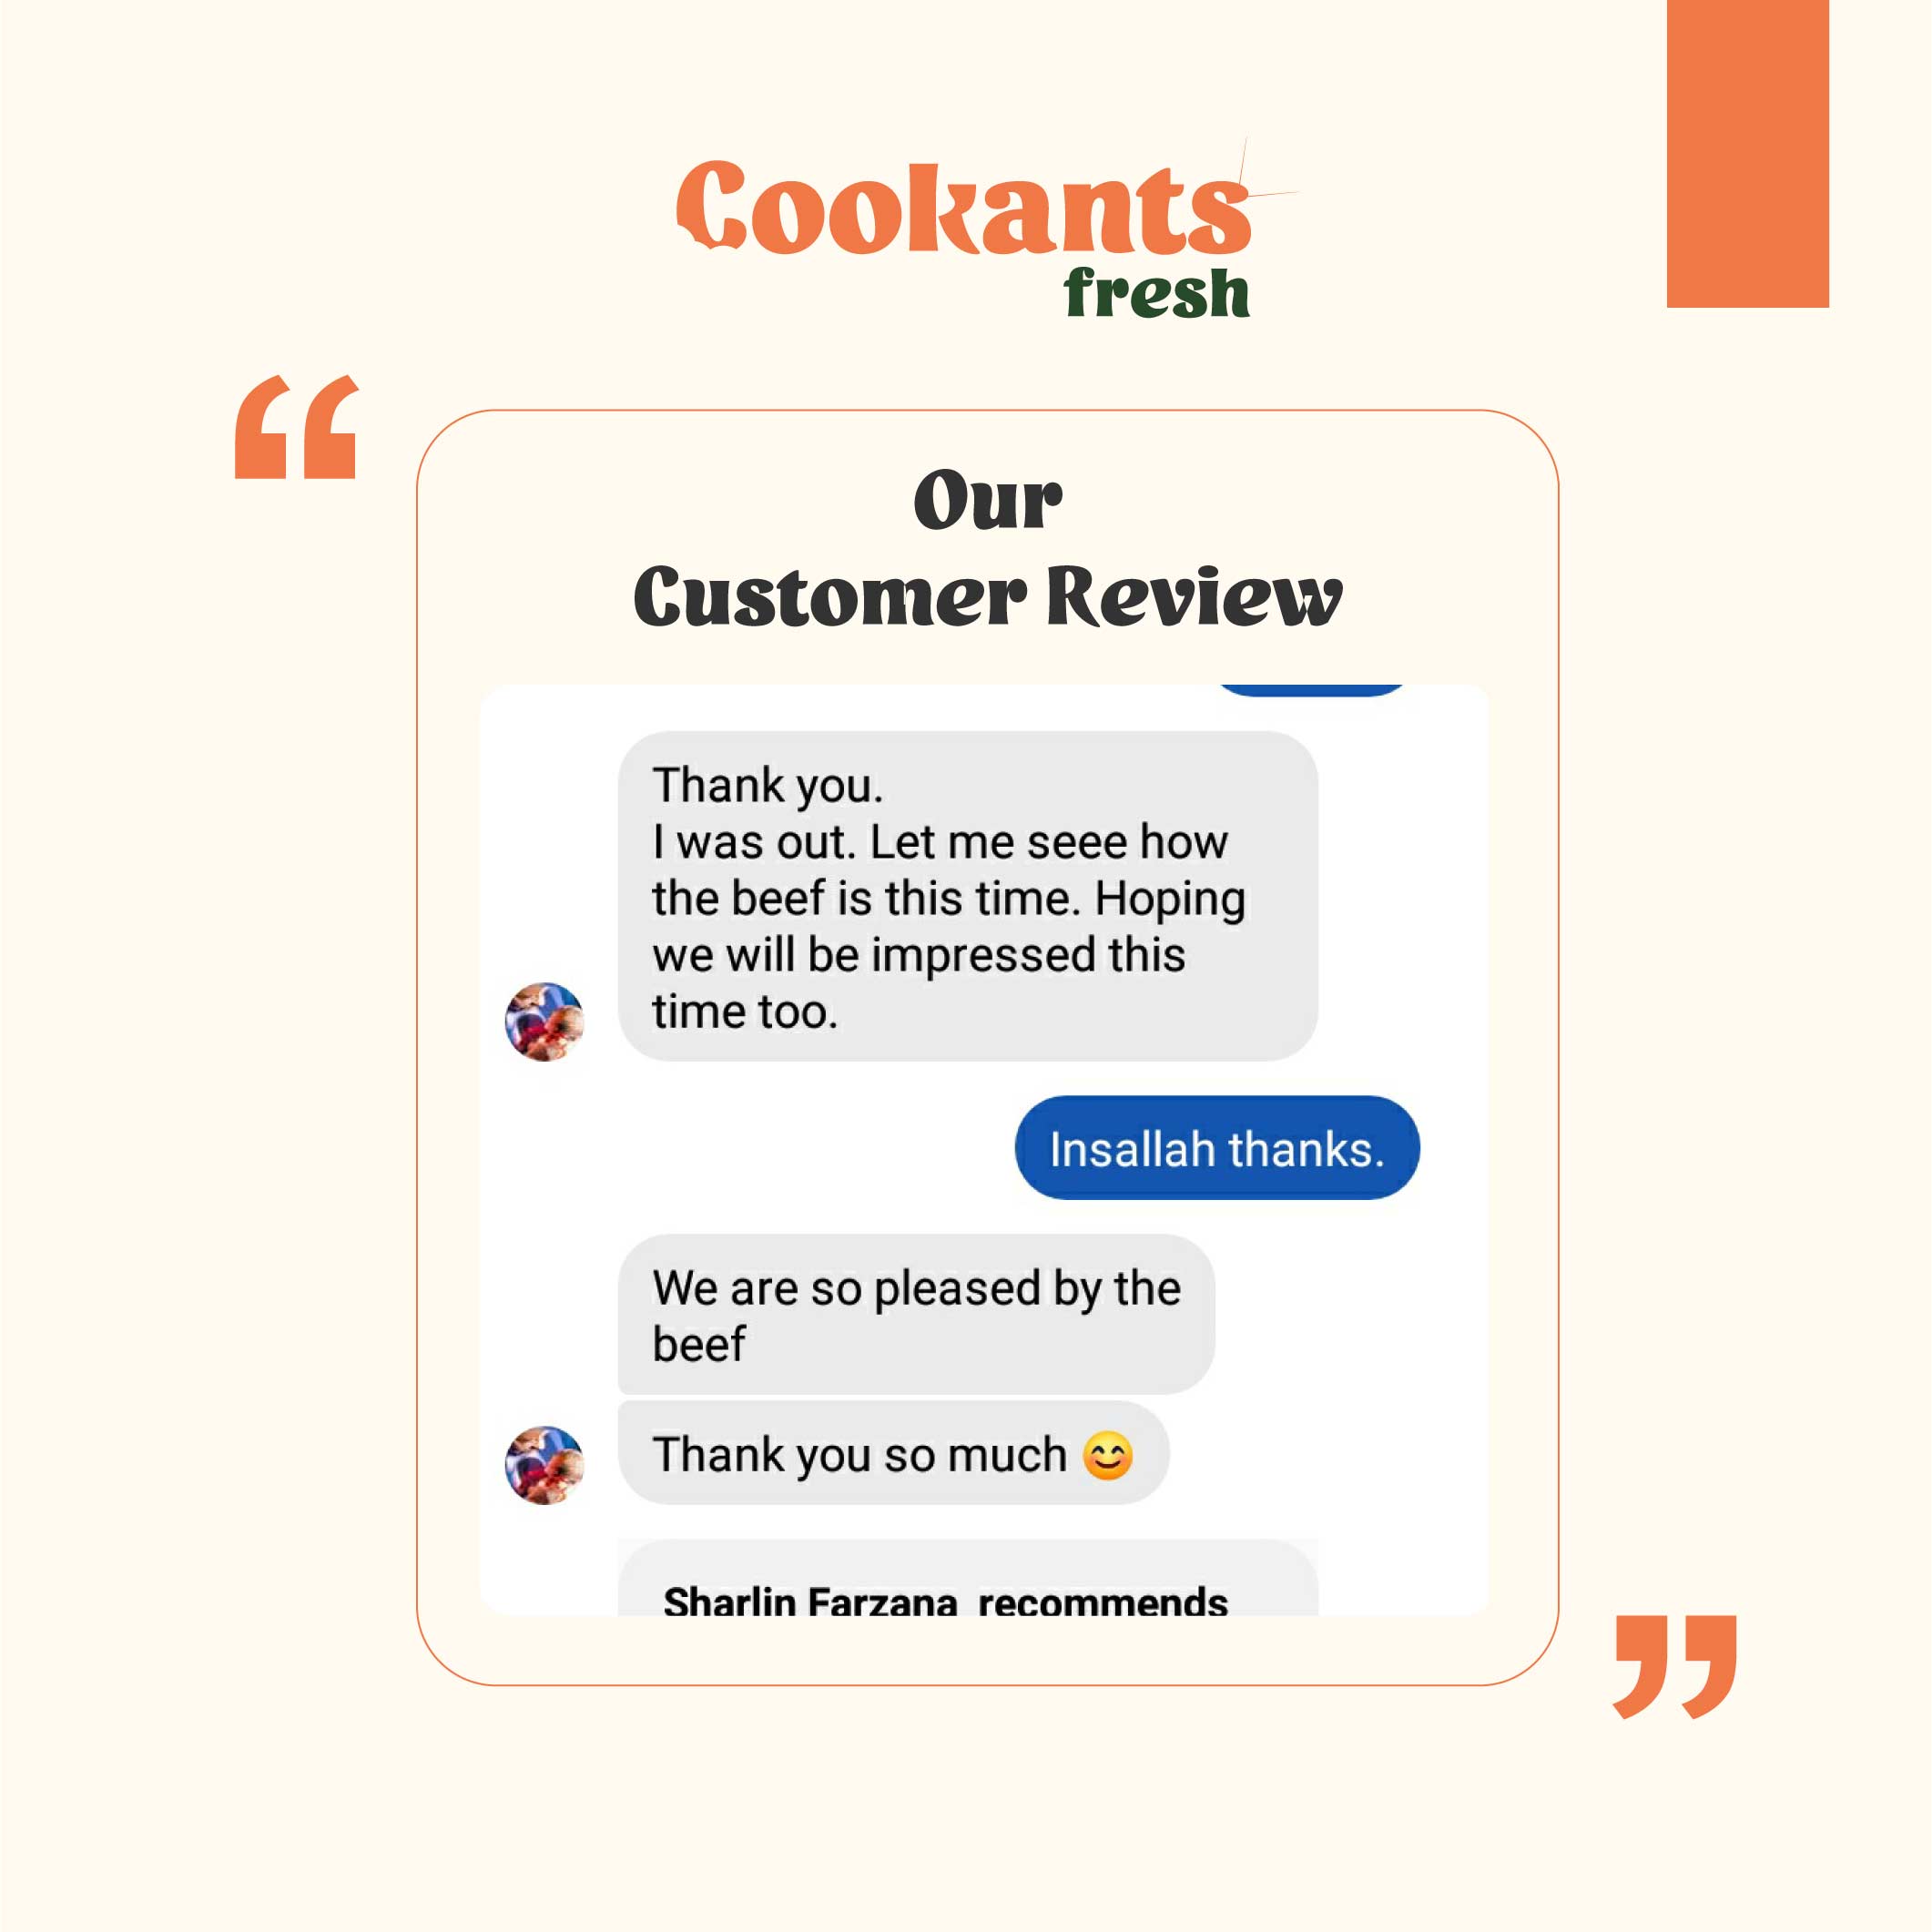 Cookants
fresh
“
Our
Customer Review
Thank you.
I was out. Let me seee how
the beef is this time. Hoping
we will be impressed this
time too.
Insallah thanks.
We are so pleased by the
beef
Thank you so much 😊
Sharlin Farzana recommends
”